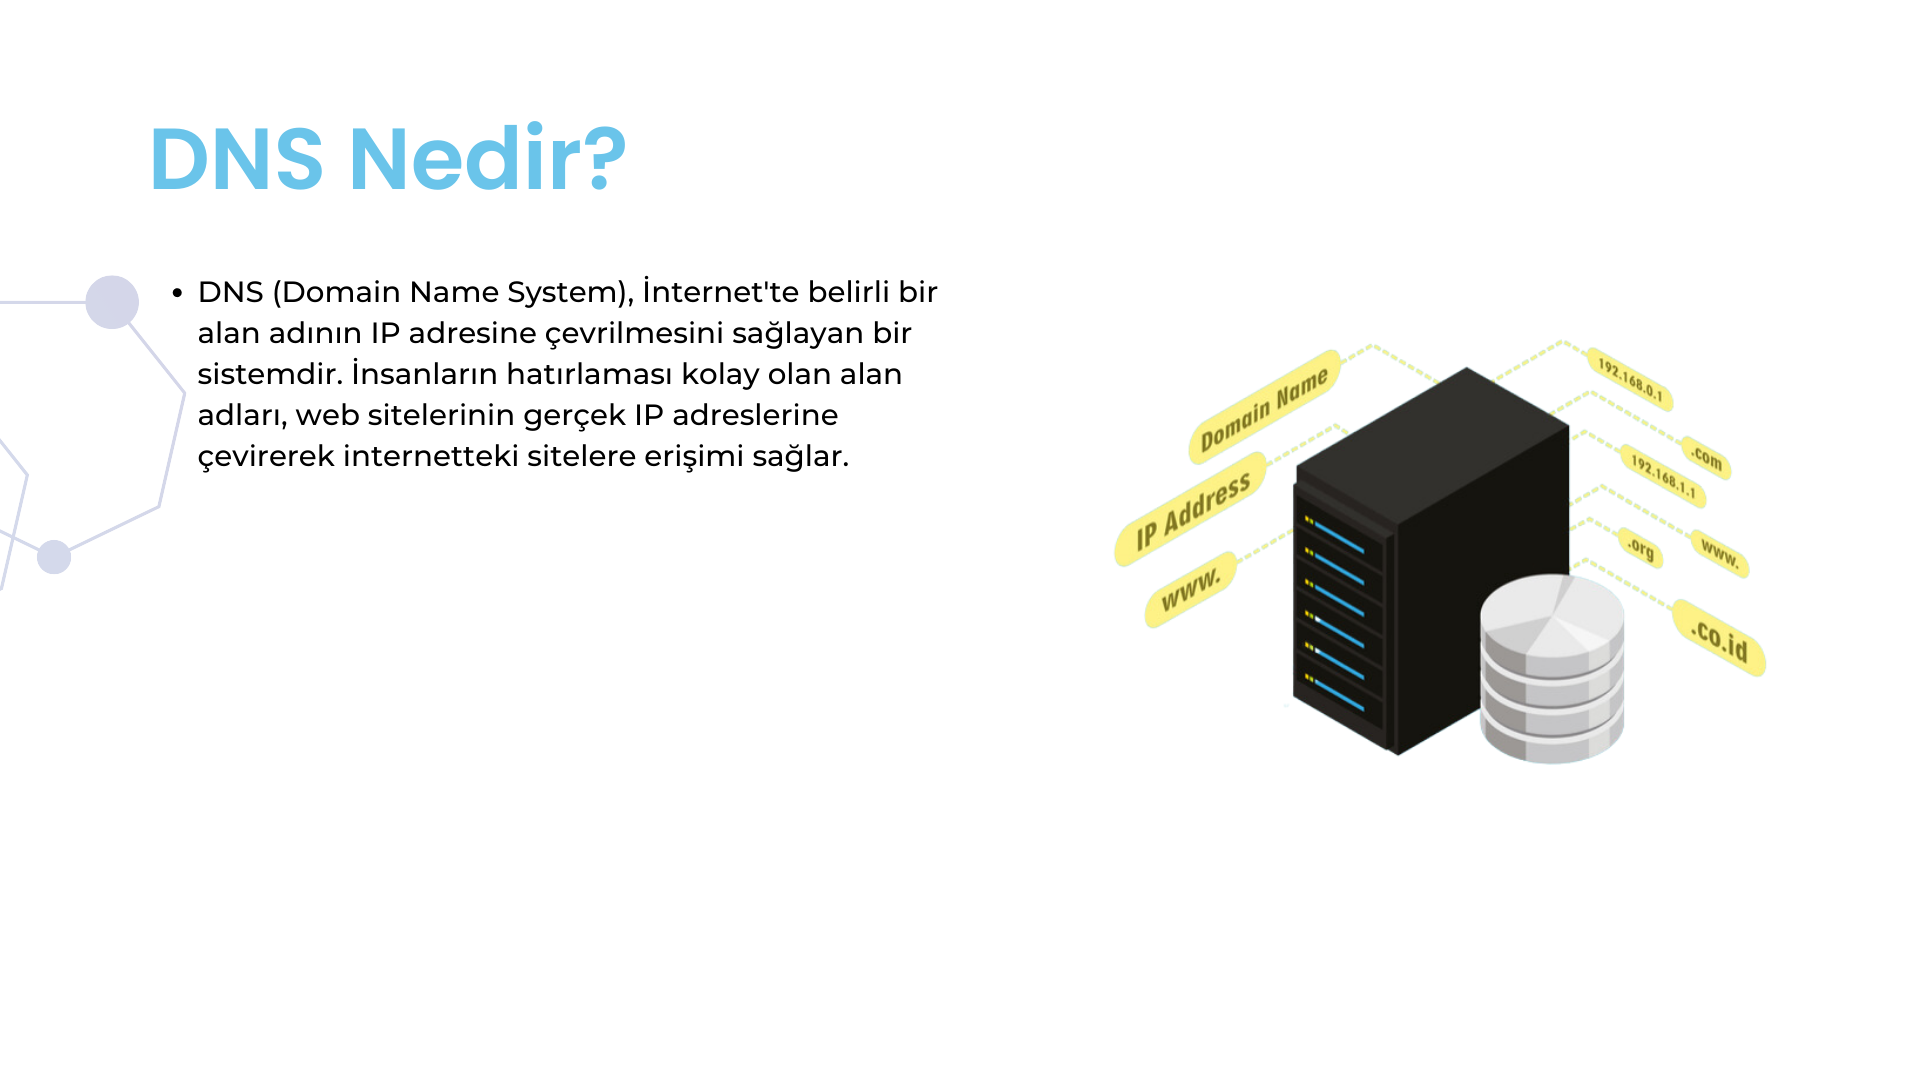 DNS Nedir?
• DNS (Domain Name System), İnternet'te belirli bir
alan adının IP adresine çevrilmesini sağlayan bir
sistemdir. İnsanların hatırlaması kolay olan alan
adları, web sitelerinin gerçek IP adreslerine
çevirerek internetteki sitelere erişimi sağlar.
Domain Name
IP Address
www.
192.168.0.1
.com
192.168.1.1
www.
.org
.co.id